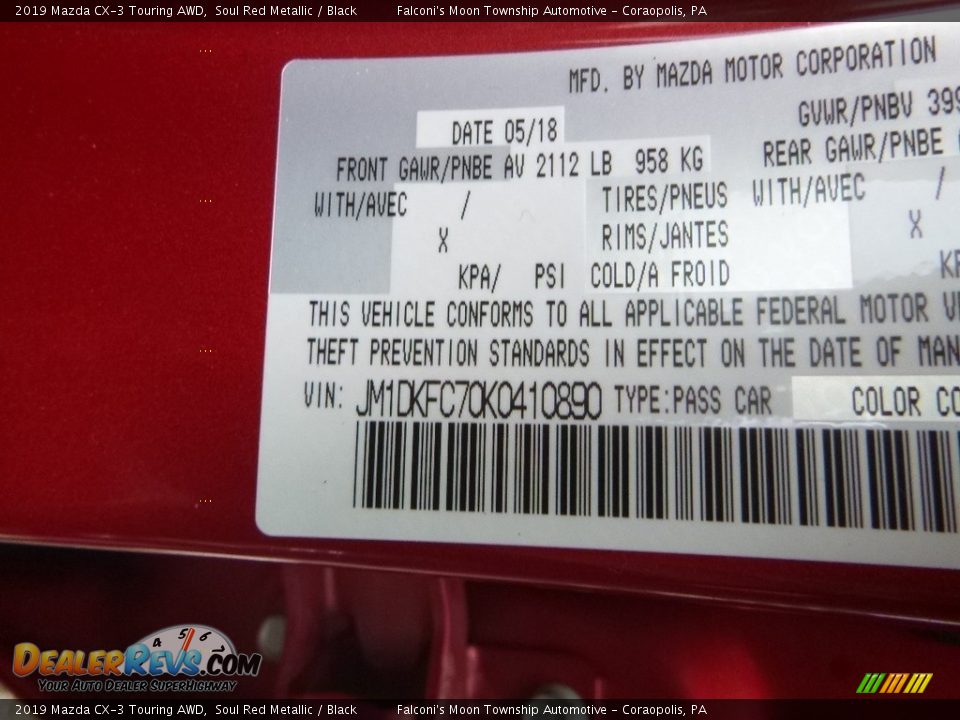 2019 Mazda CX-3 Touring AWD, Soul Red Metallic / Black Falconi's Moon Township Automotive - Coraopolis, PA
MFD. BY MAZDA MOTOR CORPORATION
DATE 05/18 GVWR/PNBV 399
FRONT GAWR/PNBE AV 2112 LB 958 KG REAR GAWR/PNBE
WITH/AVEC / TIRES/PNEUS WITH/AVEC /
X RIMS/JANTES X
KPA/ PSI COLD/A FROID
THIS VEHICLE CONFORMS TO ALL APPLICABLE FEDERAL MOTOR
THEFT PREVENTION STANDARDS IN EFFECT ON THE DATE OF MAN
VIN: JM1DKFC70K0410890 TYPE:PASS CAR COLOR CO
4 5 6
DEALERREVS.COM
YOUR AUTO DEALER SUPERHIGHWAY
2019 Mazda CX-3 Touring AWD, Soul Red Metallic / Black Falconi's Moon Township Automotive - Coraopolis, PA